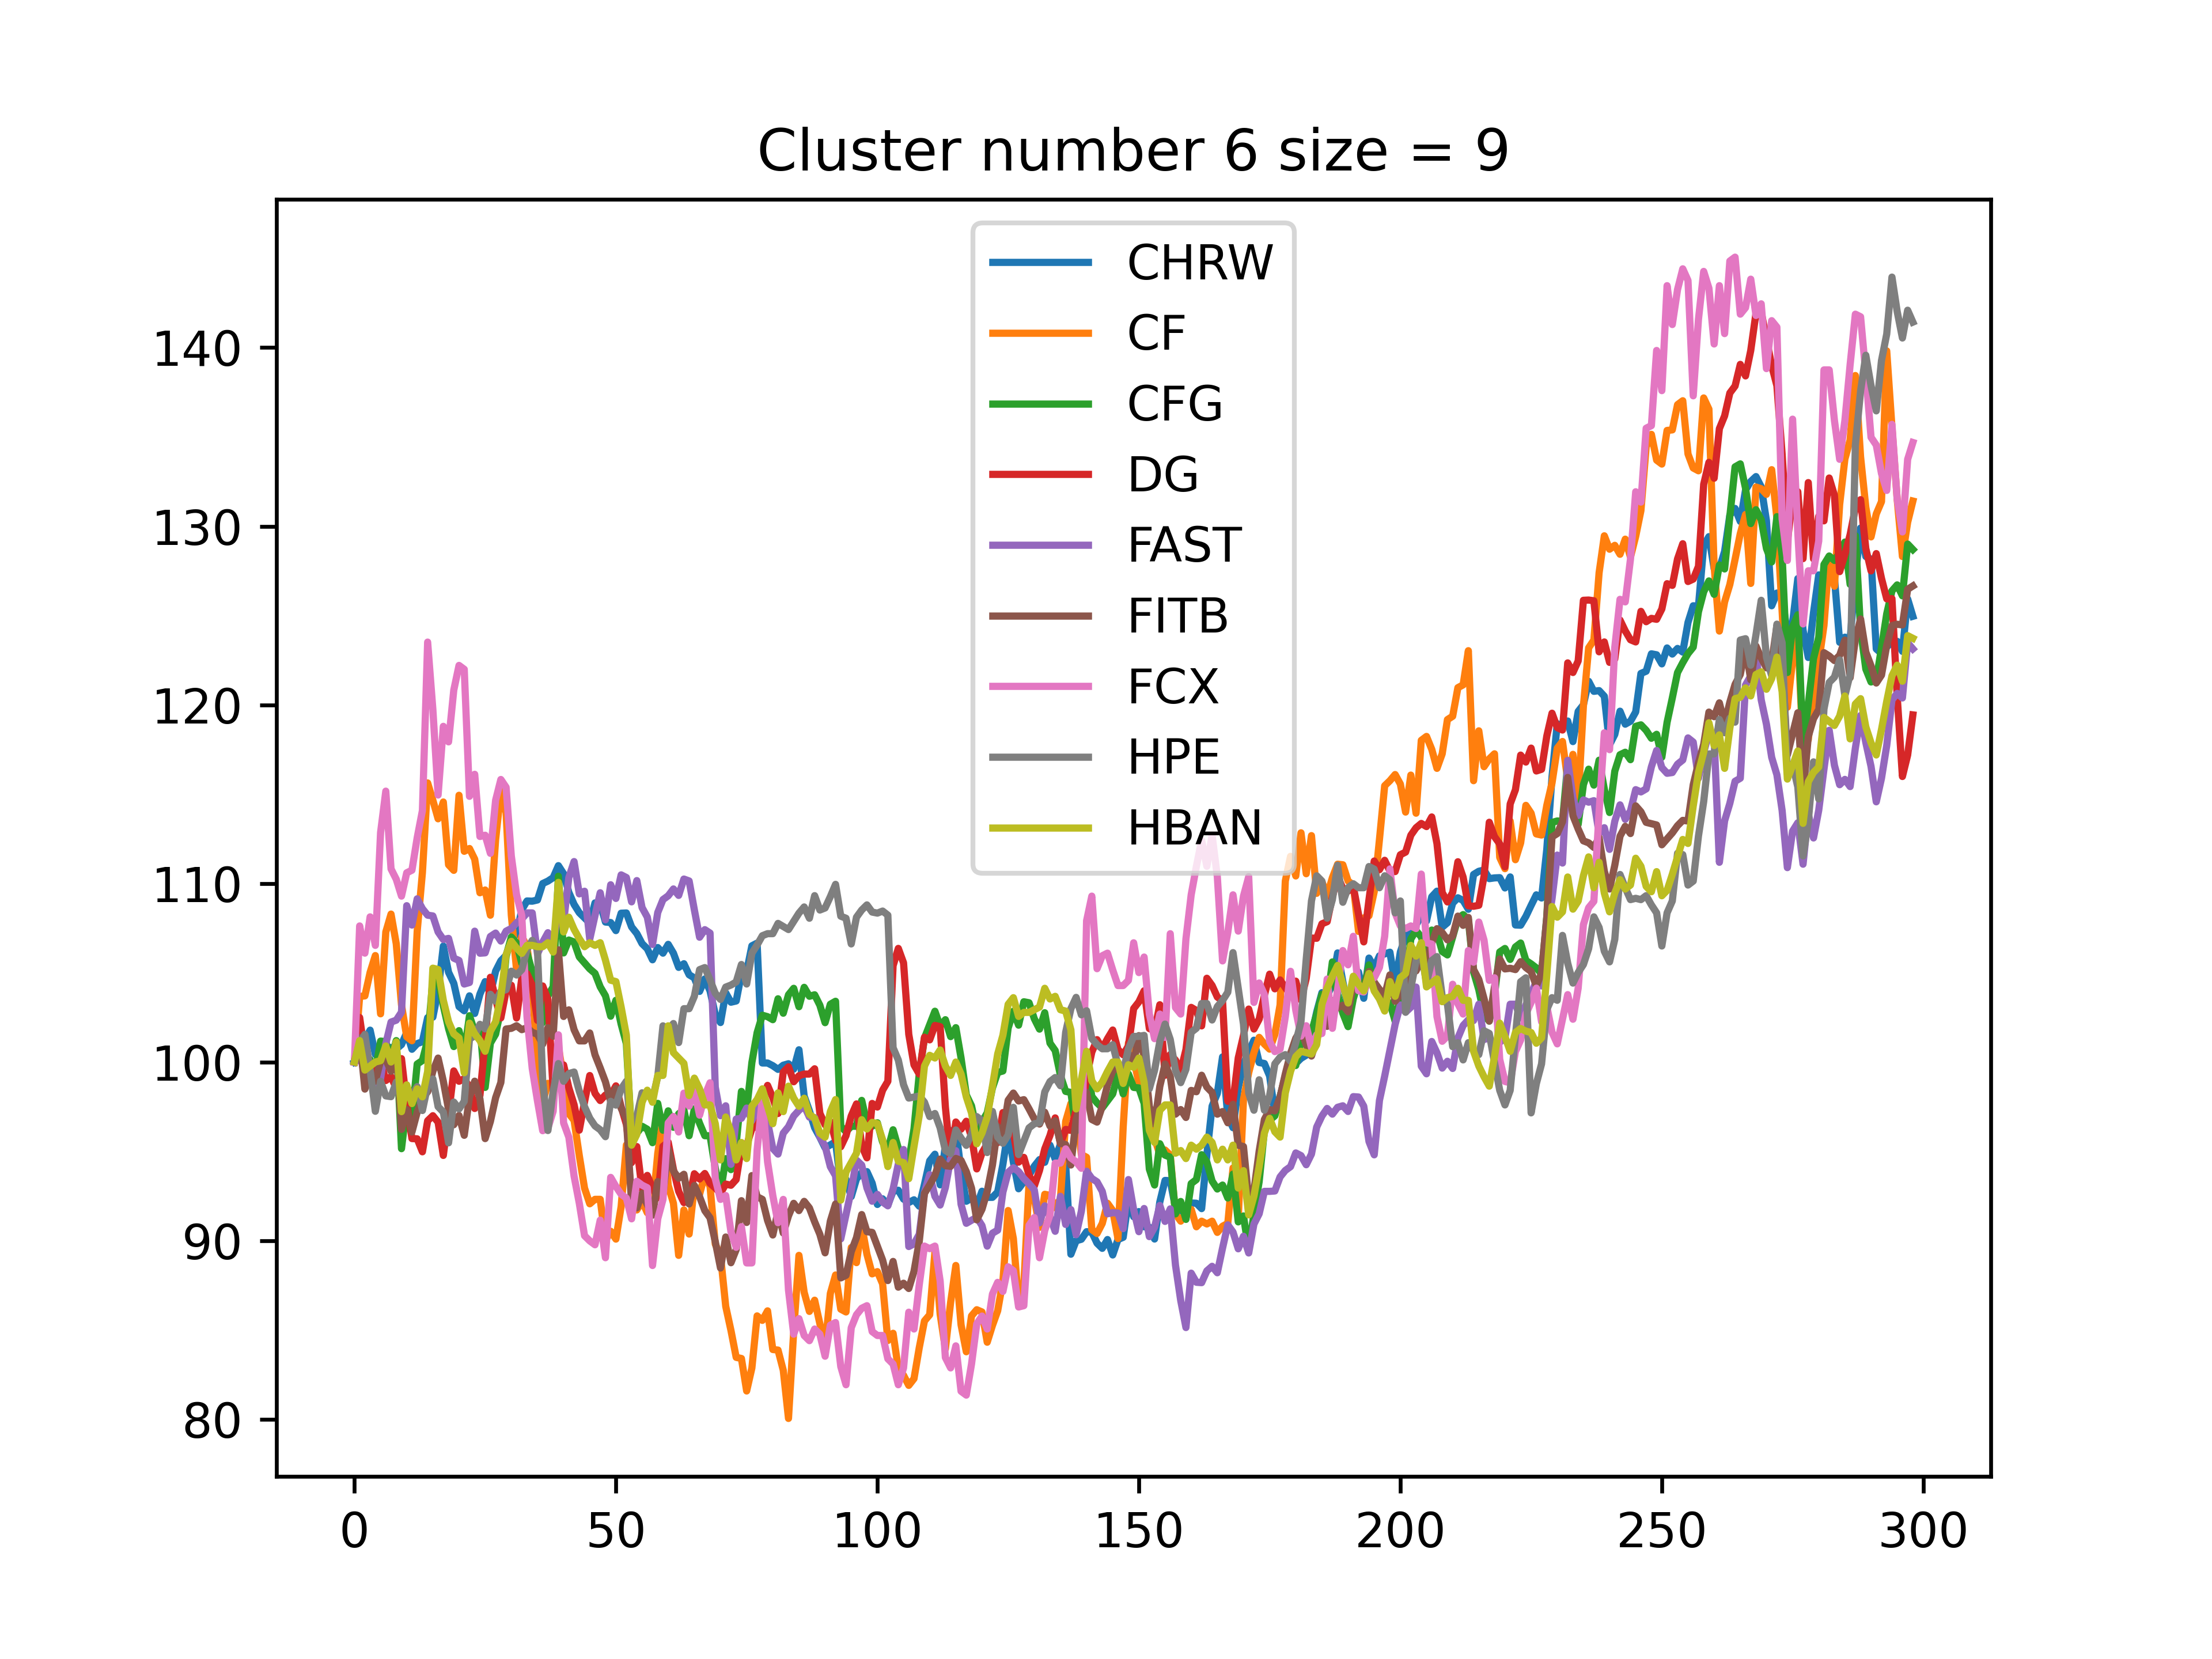 Cluster number 6 size = 9
CHRW
CF
CFG
DG
FAST
FITB
FCX
HPE
HBAN
140
130
120
110
100
90
80
0 50 100 150 200 250 300